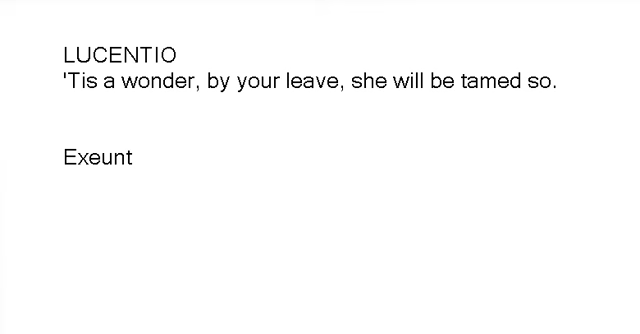 LUCENTIO
'Tis a wonder, by your leave, she will be tamed so.
Exeunt